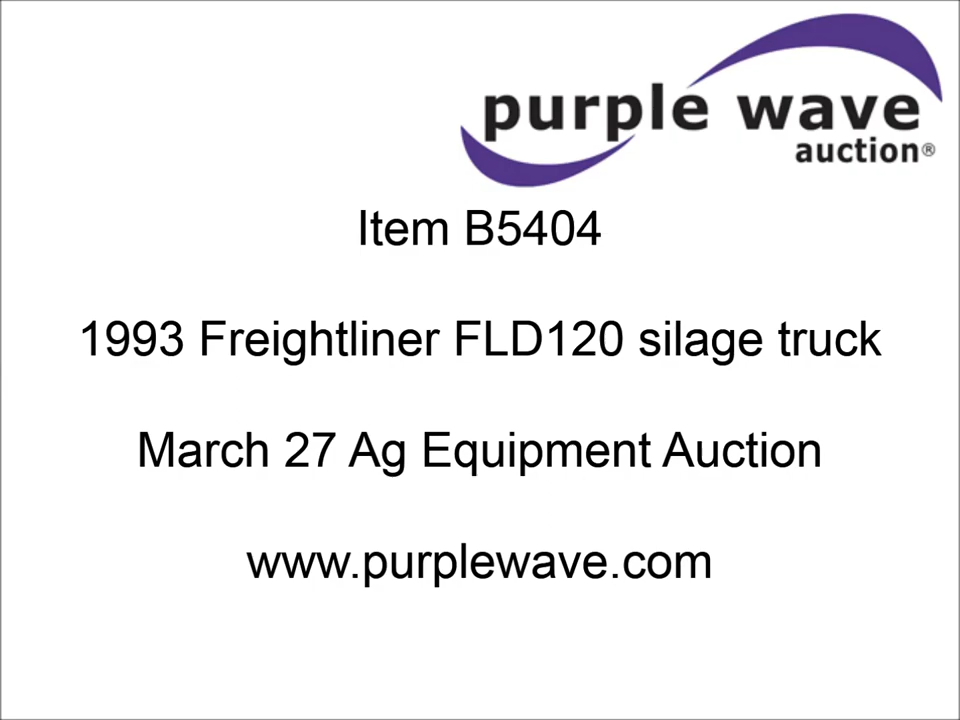 purple wave
auction®
Item B5404
1993 Freightliner FLD120 silage truck
March 27 Ag Equipment Auction
www.purplewave.com